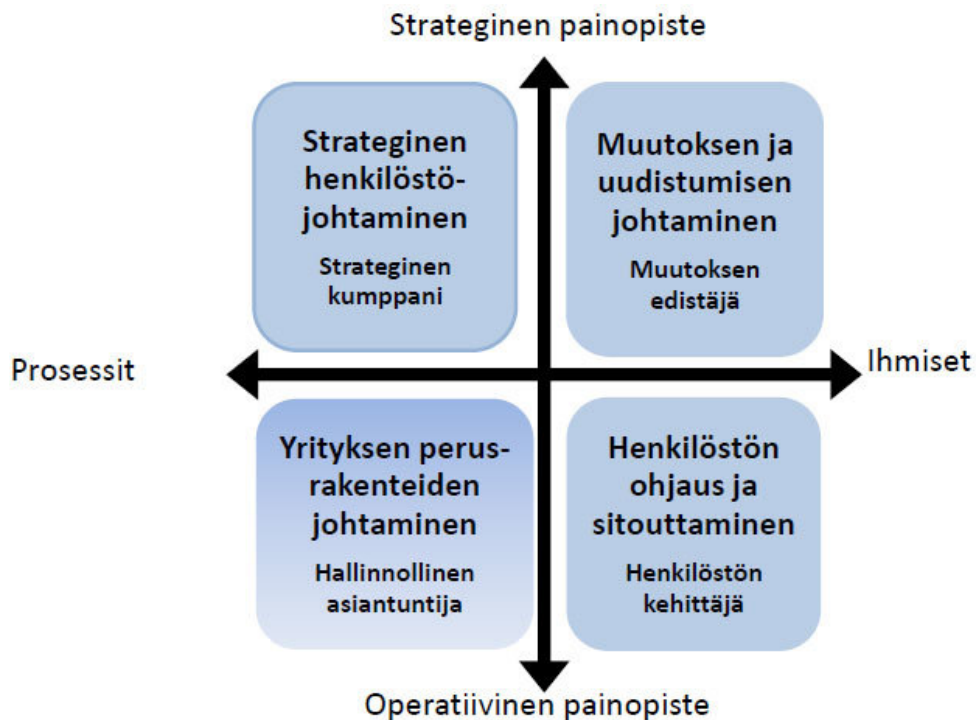 Strateginen painopiste
Strateginen
henkilöstö-
johtaminen
Strateginen
kumppani
Muutoksen ja
uudistumisen
johtaminen
Muutoksen
edistäjä
Prosessit
Ihmiset
Yrityksen perus-
rakenteiden
johtaminen
Hallinnollinen
asiantuntija
Henkilöstön
ohjaus ja
sitouttaminen
Henkilöstön
kehittäjä
Operatiivinen painopiste